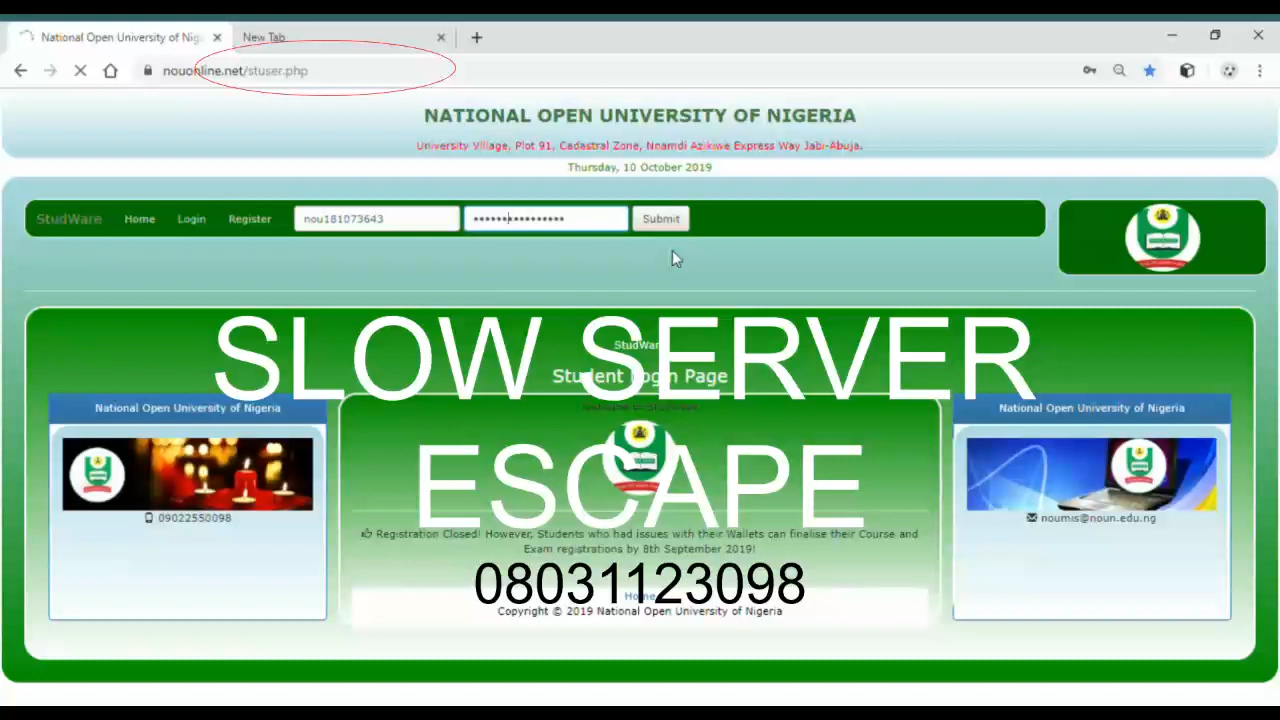 National Open University of Nig
New Tab
nouonline.net/stuser.php
NATIONAL OPEN UNIVERSITY OF NIGERIA
University Village, Plot 91, Cadastral Zone, Nnamdi Azikiwe Express Way Jabi-Abuja.
Thursday, 10 October 2019
StudWare Home Login Register nou181073643 •••••••••••••••• Submit
SLOW SERVER
StudWare
Student Login Page
National Open University of Nigeria
National Open University of Nigeria
ESCAPE
09022550098
noumis@noun.edu.ng
Registration Closed! However, Students who had issues with their Wallets can finalise their Course and
Exam registrations by 8th September 2019!
08031123098
Home
Copyright © 2019 National Open University of Nigeria